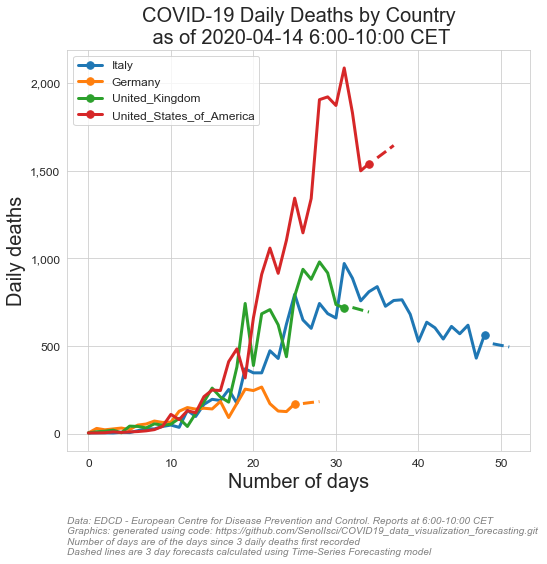 COVID-19 Daily Deaths by Country
as of 2020-04-14 6:00-10:00 CET
Italy
Germany
United_Kingdom
United_States_of_America
2,000
1,500
1,000
500
0
Daily deaths
0 10 20 30 40 50
Number of days
Data: EDCD - European Centre for Disease Prevention and Control. Reports at 6:00-10:00 CET
Graphics: generated using code: https://github.com/SenolIsci/COVID19_data_visualization_forecasting.git
Number of days are of the days since 3 daily deaths first recorded
Dashed lines are 3 day forecasts calculated using Time-Series Forecasting model